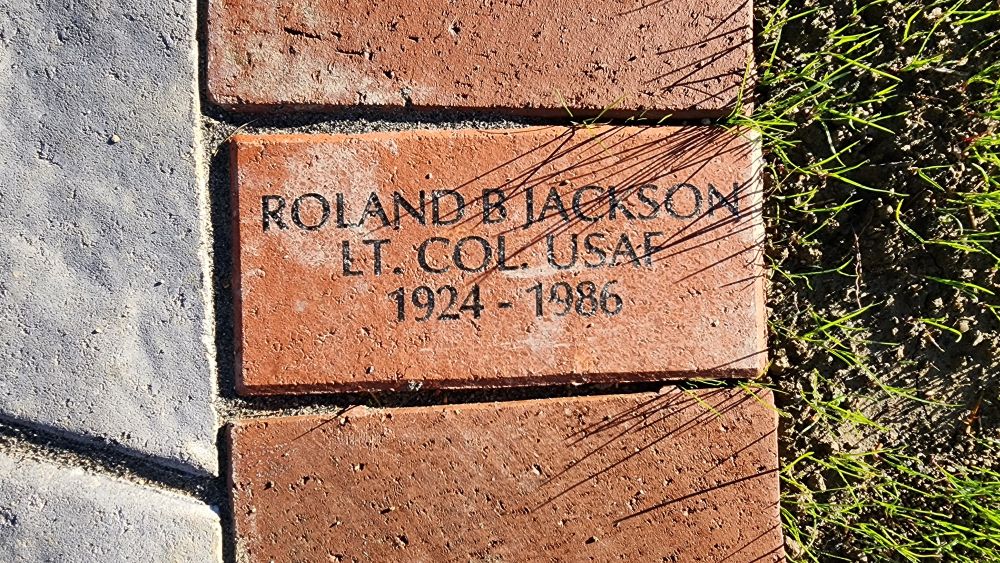 ROLAND B JACKSON
LT. COL. USAF
1924 - 1986